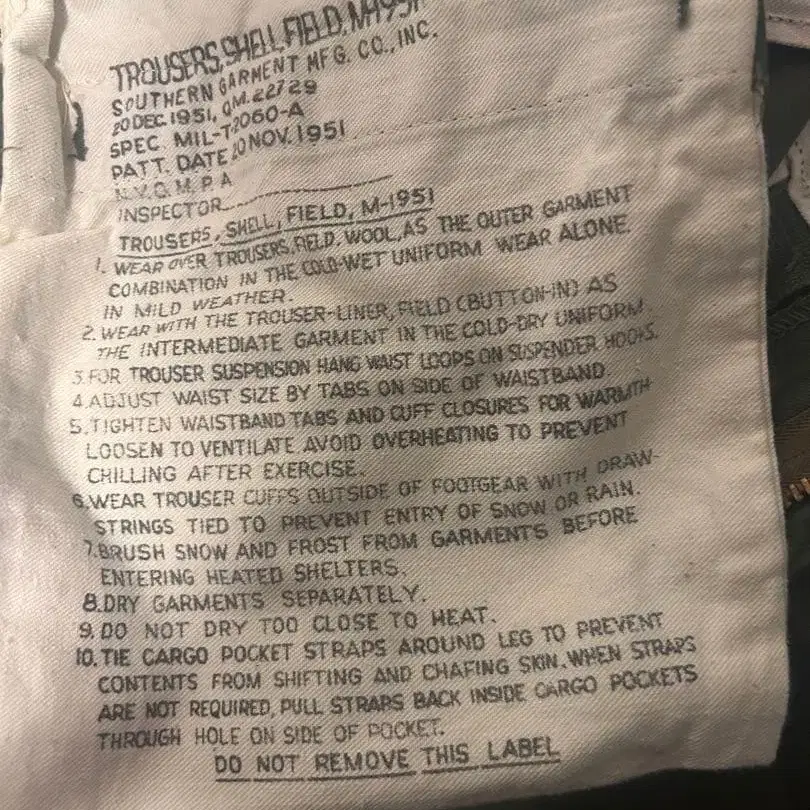 TROUSERS, SHELL, FIELD, M-1951
SOUTHERN GARMENT MFG. CO., INC.
20 DEC. 1951, QM. 22729
SPEC. MIL-T-2060-A
PATT. DATE 20 NOV. 1951
N.Y.Q.M.P.A
INSPECTOR
TROUSERS, SHELL, FIELD, M-1951
1. WEAR OVER TROUSERS, FIELD, WOOL, AS THE OUTER GARMENT
COMBINATION IN THE COLD-WET UNIFORM WEAR ALONE.
IN MILD WEATHER.
2. WEAR WITH THE TROUSER-LINER, FIELD (BUTTON-IN) AS
THE INTERMEDIATE GARMENT IN THE COLD-DRY UNIFORM.
3. FOR TROUSER SUSPENSION HANG WAIST LOOPS ON SUSPENDER HOOKS.
4. ADJUST WAIST SIZE BY TABS ON SIDE OF WAISTBAND.
5. TIGHTEN WAISTBAND TABS AND CUFF CLOSURES FOR WARMTH-
LOOSEN TO VENTILATE AVOID OVERHEATING TO PREVENT
CHILLING AFTER EXERCISE.
6. WEAR TROUSER CUFFS OUTSIDE OF FOOTGEAR WITH DRAW-
STRINGS TIED TO PREVENT ENTRY OF SNOW OR RAIN.
7. BRUSH SNOW AND FROST FROM GARMENTS BEFORE
ENTERING HEATED SHELTERS.
8. DRY GARMENTS SEPARATELY.
9. DO NOT DRY TOO CLOSE TO HEAT.
10. TIE CARGO POCKET STRAPS AROUND LEG TO PREVENT
CONTENTS FROM SHIFTING AND CHAFING SKIN. WHEN STRAPS
ARE NOT REQUIRED, PULL STRAPS BACK INSIDE CARGO POCKETS
THROUGH HOLE ON SIDE OF POCKET.
DO NOT REMOVE THIS LABEL